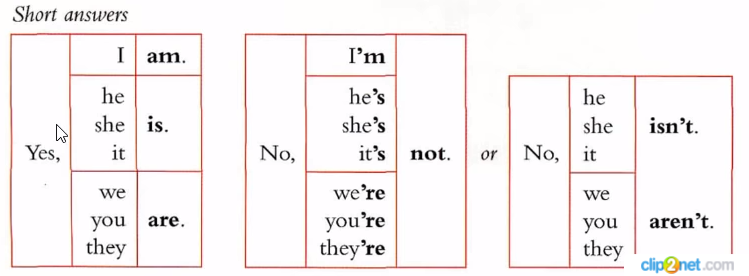 Short answers
I am.
he
she is.
Yes, it
we
you are.
they
I'm
he's
she's
No, it's not.
we're
you're
they're
or
he
she isn't.
No, it
we
you aren't.
they
clip2net.com